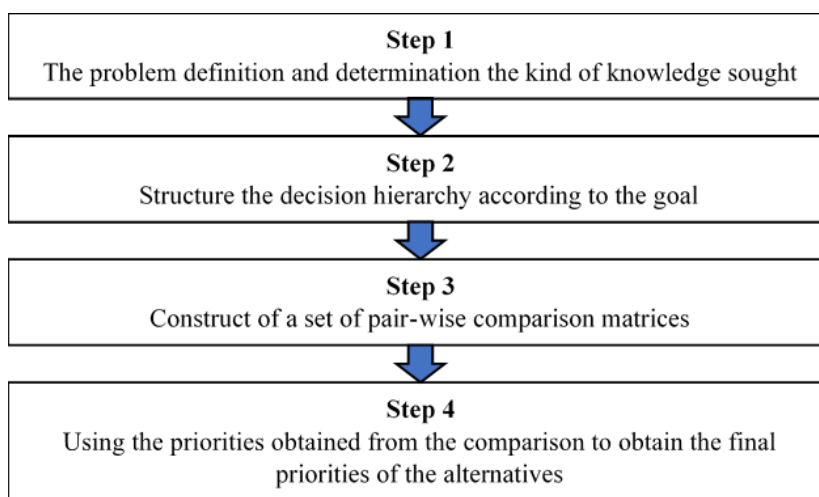 Step 1
The problem definition and determination the kind of knowledge sought
Step 2
Structure the decision hierarchy according to the goal
Step 3
Construct of a set of pair-wise comparison matrices
Step 4
Using the priorities obtained from the comparison to obtain the final
priorities of the alternatives